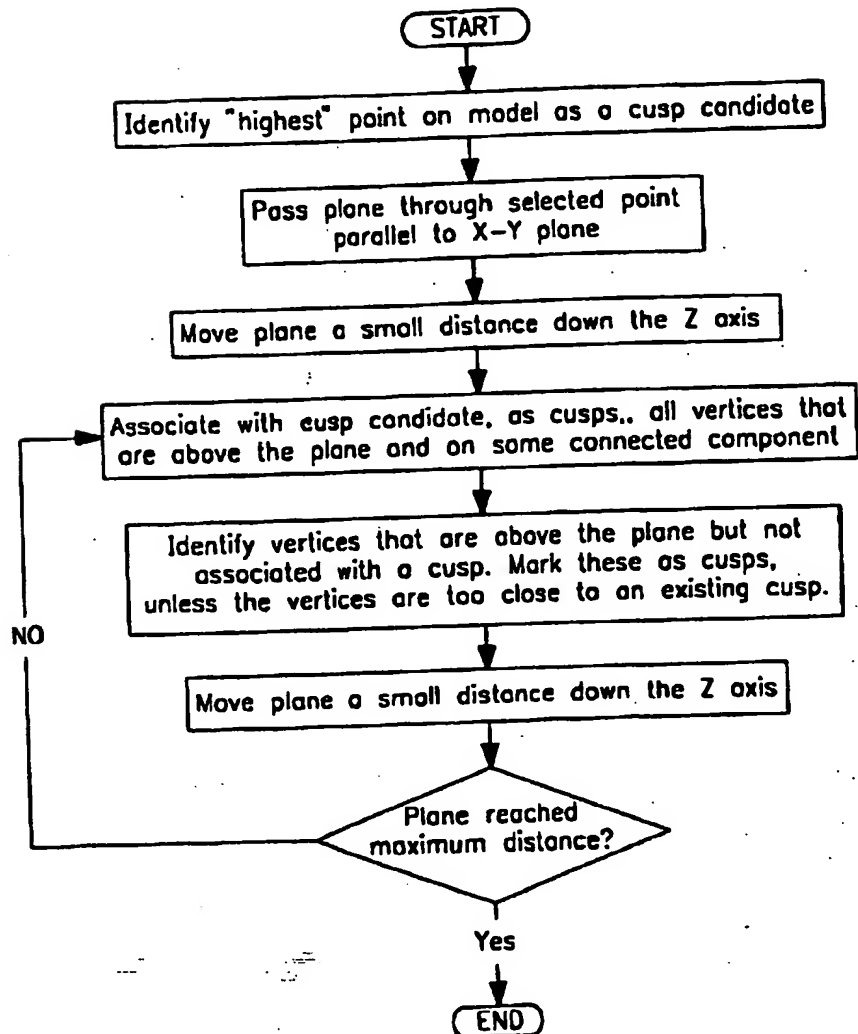 START
Identify "highest" point on model as a cusp candidate
Pass plane through selected point
parallel to X-Y plane
Move plane a small distance down the Z axis
Associate with cusp candidate, as cusps,. all vertices that
are above the plane and on some connected component
Identify vertices that are above the plane but not
associated with a cusp. Mark these as cusps,
unless the vertices are too close to an existing cusp.
NO
Move plane a small distance down the Z axis
Plane reached
maximum distance?
Yes
END